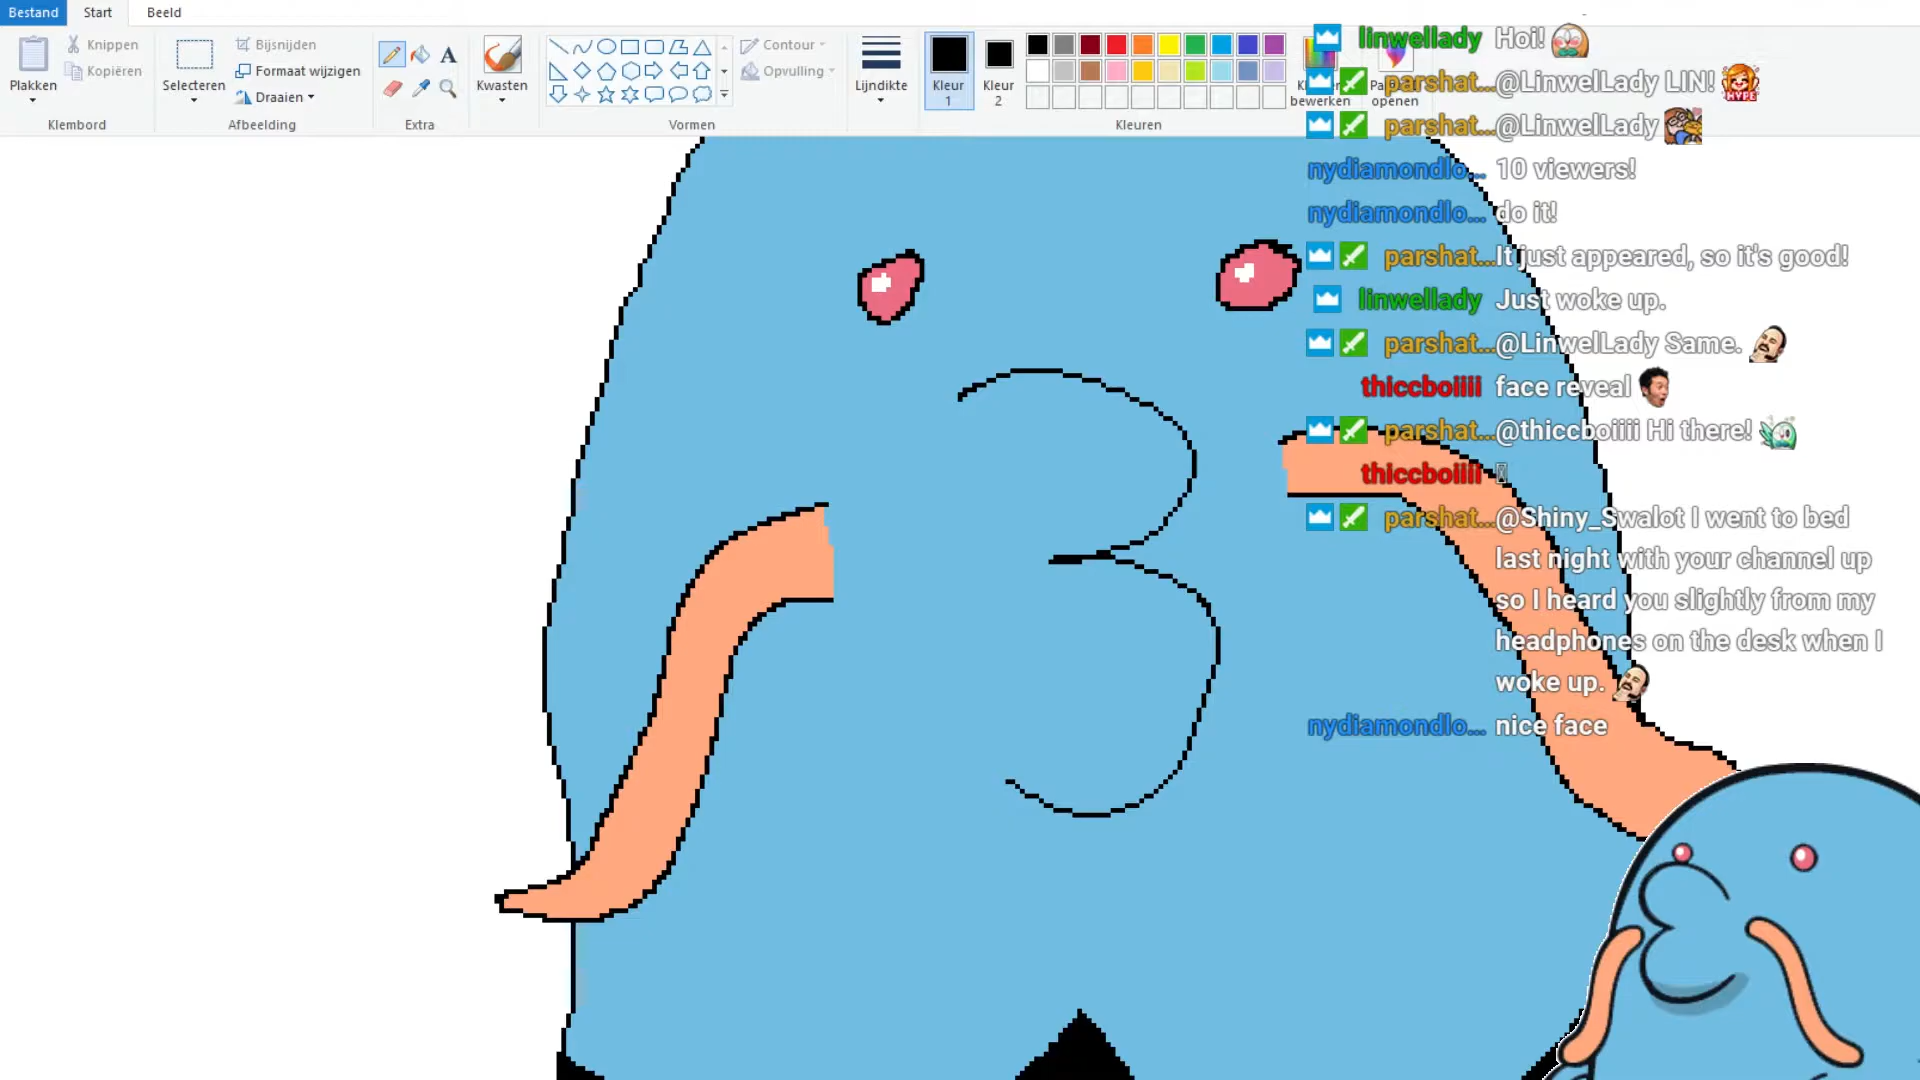 Bestand Start Beeld
Plakken
Knippen
Kopiëren
Klembord
Selecteren
Bijsnijden
Formaat wijzigen
Draaien
Afbeelding
A
Extra
Kwasten
Vormen
Contour
Opvulling
Lijndikte
Kleur
1
Kleur
2
Kleuren
bewerken
openen
linwellady Hoi!
parshat... @LinwelLady LIN! HYPE
parshat... @LinwelLady
nydiamondlo... 10 viewers!
nydiamondlo... do it!
parshat... It just appeared, so it's good!
linwellady Just woke up.
parshat... @LinwelLady Same.
thiccboiiii face reveal
parshat... @thiccboiiii Hi there!
thiccboiiii
parshat... @Shiny_Swalot I went to bed
last night with your channel up
so I heard you slightly from my
headphones on the desk when I
woke up.
nydiamondlo... nice face
3